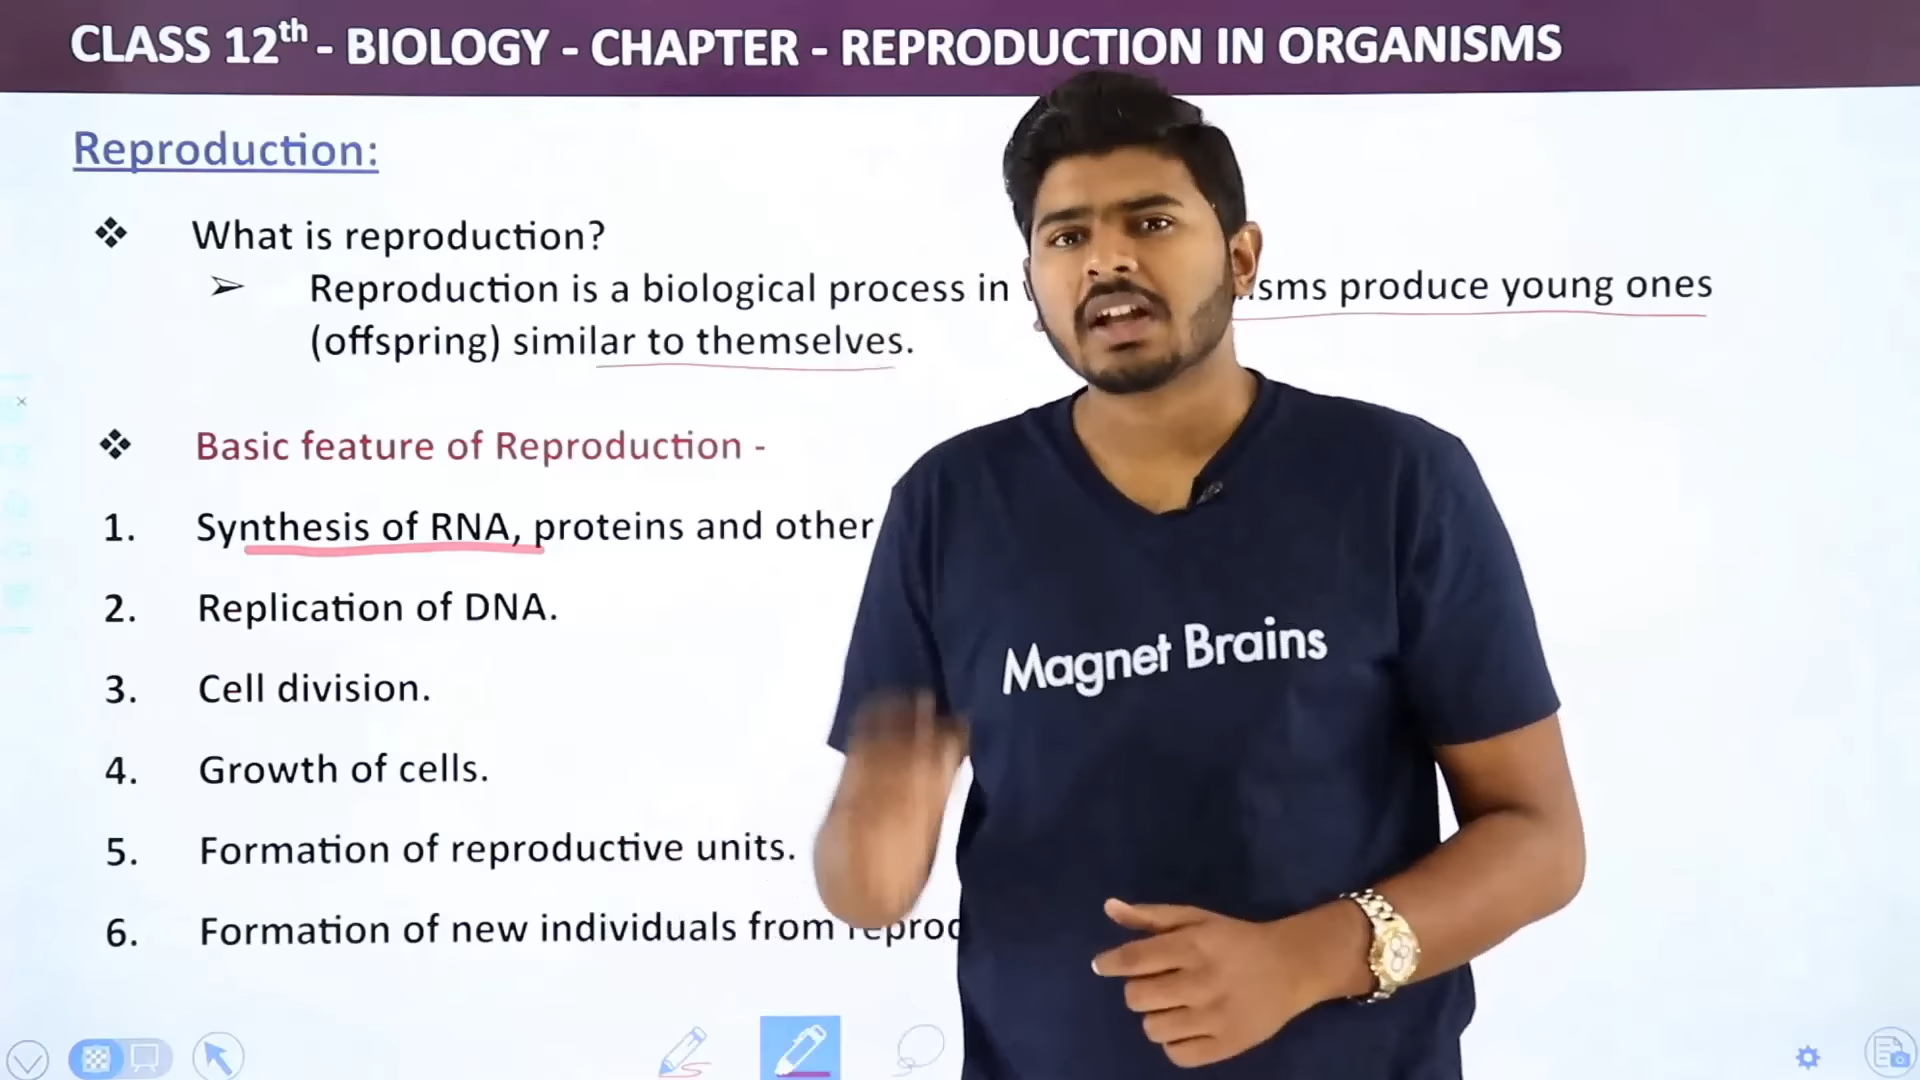 CLASS 12th - BIOLOGY - CHAPTER - REPRODUCTION IN ORGANISMS
Reproduction:
❖ What is reproduction?
➢ Reproduction is a biological process in isms produce young ones
(offspring) similar to themselves.
❖ Basic feature of Reproduction -
1. Synthesis of RNA, proteins and other
2. Replication of DNA.
3. Cell division.
4. Growth of cells.
5. Formation of reproductive units.
6. Formation of new individuals from reproc
Magnet Brains